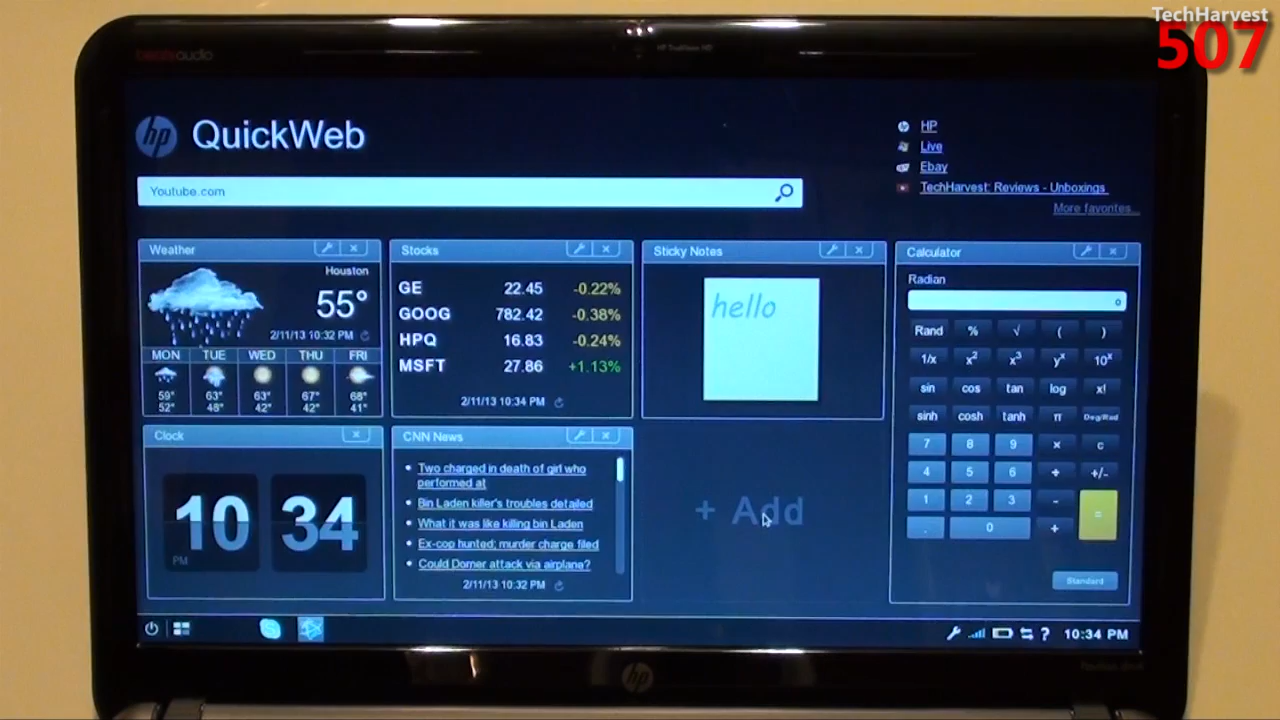 TechHarvest
507
beats audio
HP TrueVision HD
hp QuickWeb
Youtube.com
HP
Live
Ebay
TechHarvest: Reviews - Unboxings
More favorites...
Weather
Houston
55°
2/11/13 10:32 PM
MON TUE WED THU FRI
59° 63° 63° 67° 68°
52° 48° 42° 42° 41°
Stocks
GE 22.45 -0.22%
GOOG 782.42 -0.38%
HPQ 16.83 -0.24%
MSFT 27.86 +1.13%
2/11/13 10:34 PM
Sticky Notes
hello
Calculator
Radian
0
Rand % √ ( )
1/x x² x³ yˣ 10ˣ
sin cos tan log x!
sinh cosh tanh π Deg/Rad
7 8 9 × c
4 5 6 ÷ +/-
1 2 3 - =
. 0 +
Standard
Clock
10 34
PM
CNN News
Two charged in death of girl who
performed at
Bin Laden killer's troubles detailed
What it was like killing bin Laden
Ex-cop hunted; murder charge filed
Could Dorner attack via airplane?
2/11/13 10:32 PM
+ Add
? 10:34 PM
hp